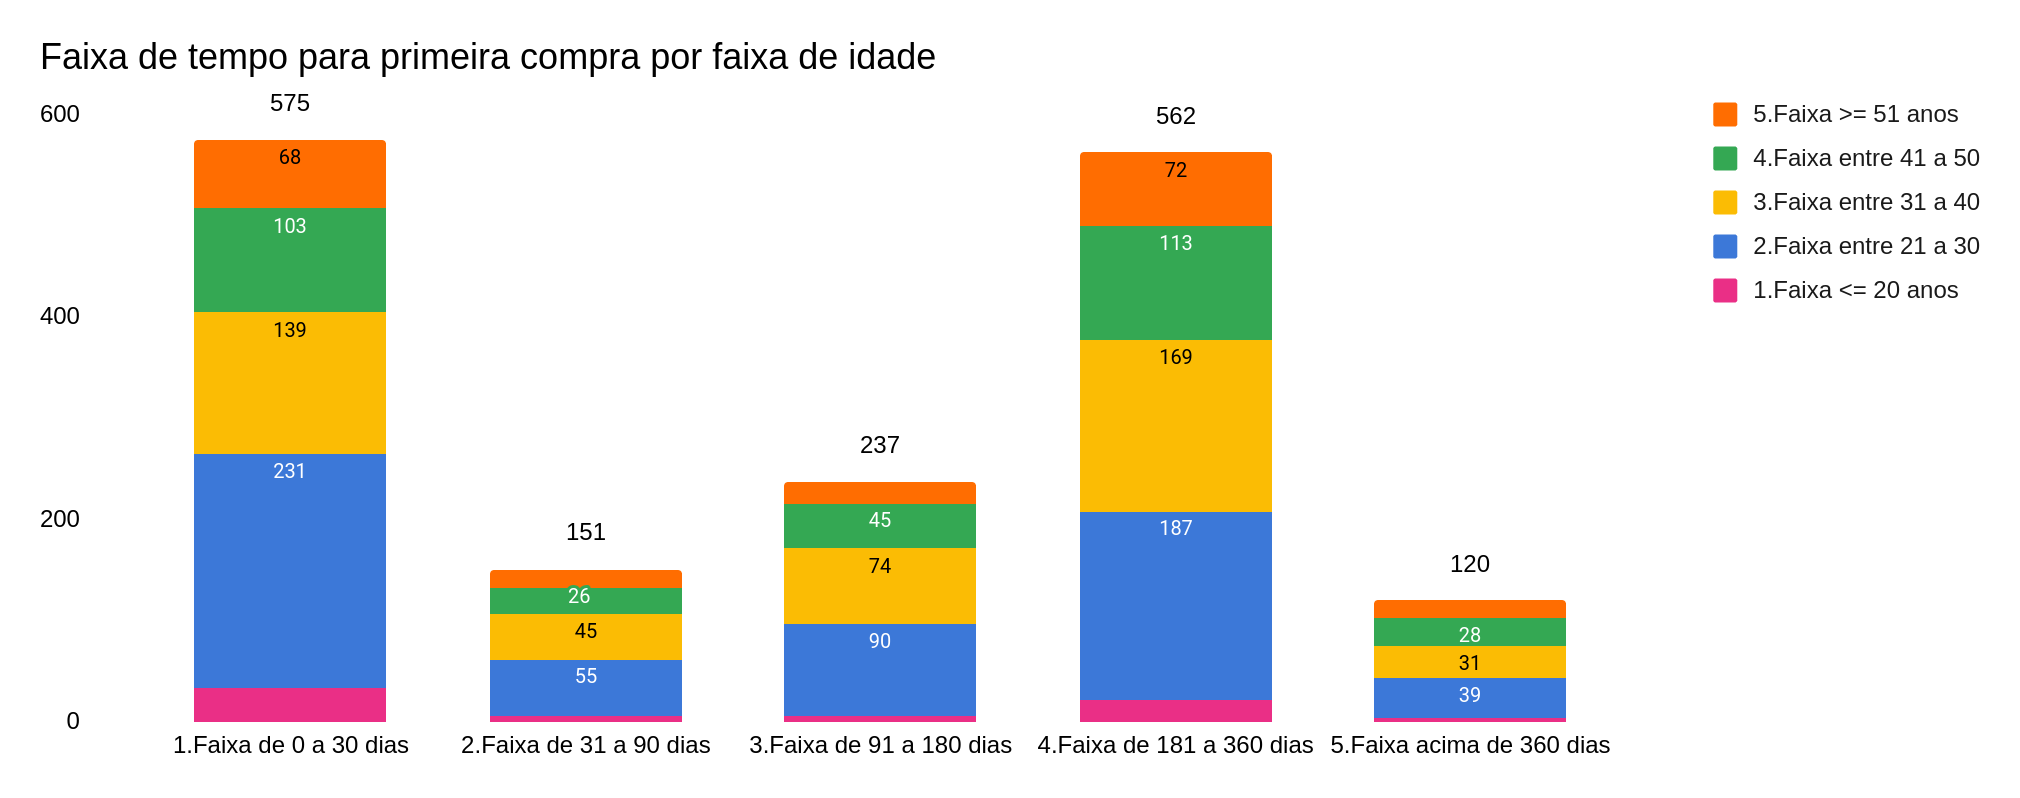 Faixa de tempo para primeira compra por faixa de idade
600
400
200
0
575
68
103
139
231
151
26
45
55
237
45
74
90
562
72
113
169
187
120
28
31
39
1.Faixa de 0 a 30 dias
2.Faixa de 31 a 90 dias
3.Faixa de 91 a 180 dias
4.Faixa de 181 a 360 dias
5.Faixa acima de 360 dias
5.Faixa >= 51 anos
4.Faixa entre 41 a 50
3.Faixa entre 31 a 40
2.Faixa entre 21 a 30
1.Faixa <= 20 anos